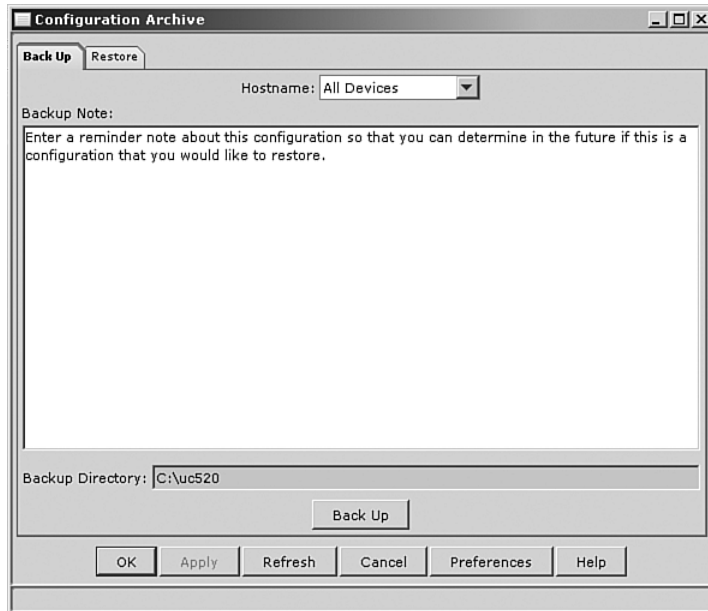 Configuration Archive
Back Up
Restore
Hostname: All Devices
Backup Note:
Enter a reminder note about this configuration so that you can determine in the future if this is a
configuration that you would like to restore.
Backup Directory: C:\uc520
Back Up
OK Apply Refresh Cancel Preferences Help